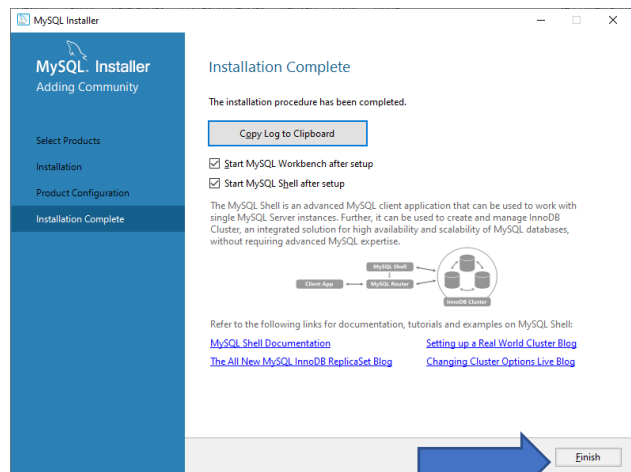 MySQL Installer
MySQL. Installer
Adding Community
Select Products
Installation
Product Configuration
Installation Complete
Installation Complete
The installation procedure has been completed.
Copy Log to Clipboard
Start MySQL Workbench after setup
Start MySQL Shell after setup
The MySQL Shell is an advanced MySQL client application that can be used to work with
single MySQL Server instances. Further, it can be used to create and manage InnoDB
Cluster, an integrated solution for high availability and scalability of MySQL databases,
without requiring advanced MySQL expertise.
MySQL Shell
Client App
MySQL Router
InnoDB Cluster
Refer to the following links for documentation, tutorials and examples on MySQL Shell:
MySQL Shell Documentation
Setting up a Real World Cluster Blog
The All New MySQL InnoDB ReplicaSet Blog
Changing Cluster Options Live Blog
Finish